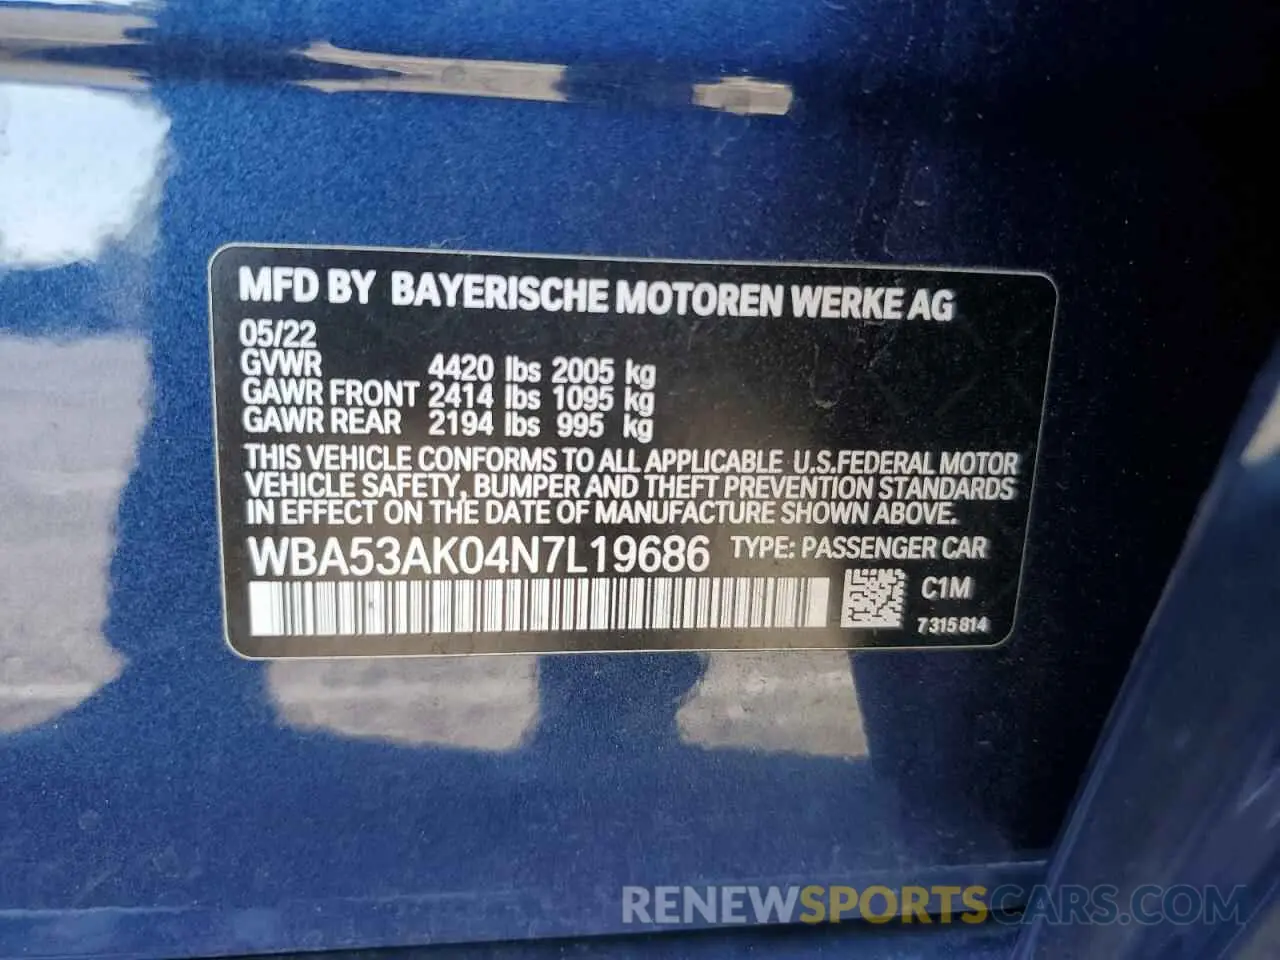 MFD BY BAYERISCHE MOTOREN WERKE AG
05/22
GVWR 4420 lbs 2005 kg
GAWR FRONT 2414 lbs 1095 kg
GAWR REAR 2194 lbs 995 kg
THIS VEHICLE CONFORMS TO ALL APPLICABLE U.S.FEDERAL MOTOR
VEHICLE SAFETY, BUMPER AND THEFT PREVENTION STANDARDS
IN EFFECT ON THE DATE OF MANUFACTURE SHOWN ABOVE.
WBA53AK04N7L19686 TYPE: PASSENGER CAR
C1M
7 315 814
RENEWSPORTSCARS.COM